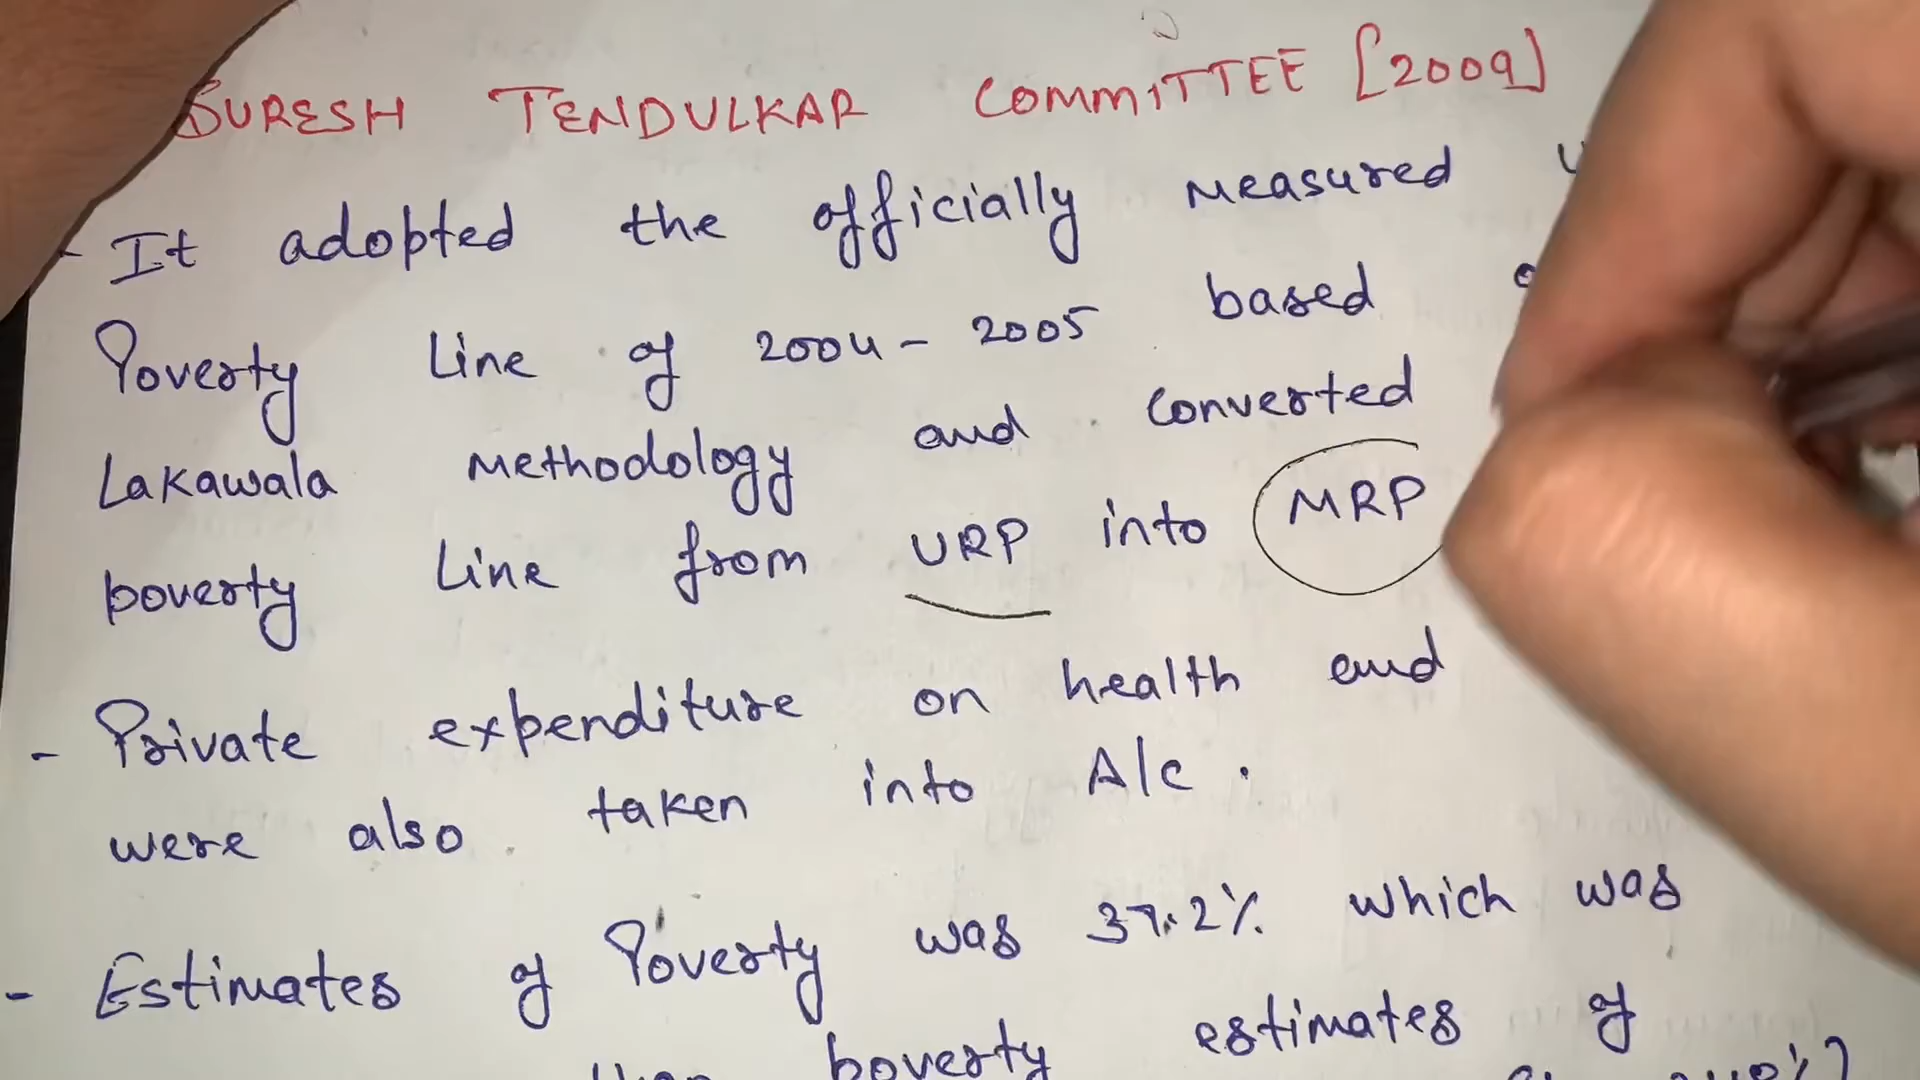 SURESH TENDULKAR COMMITTEE [2009]
- It adopted the officially measured
Poverty Line of 2004-2005 based
Lakawala methodology and converted
poverty Line from URP into MRP
- Private expenditure on health and
were also taken into A/c.
- Estimates of Poverty was 37.2% which was
than poverty estimates of